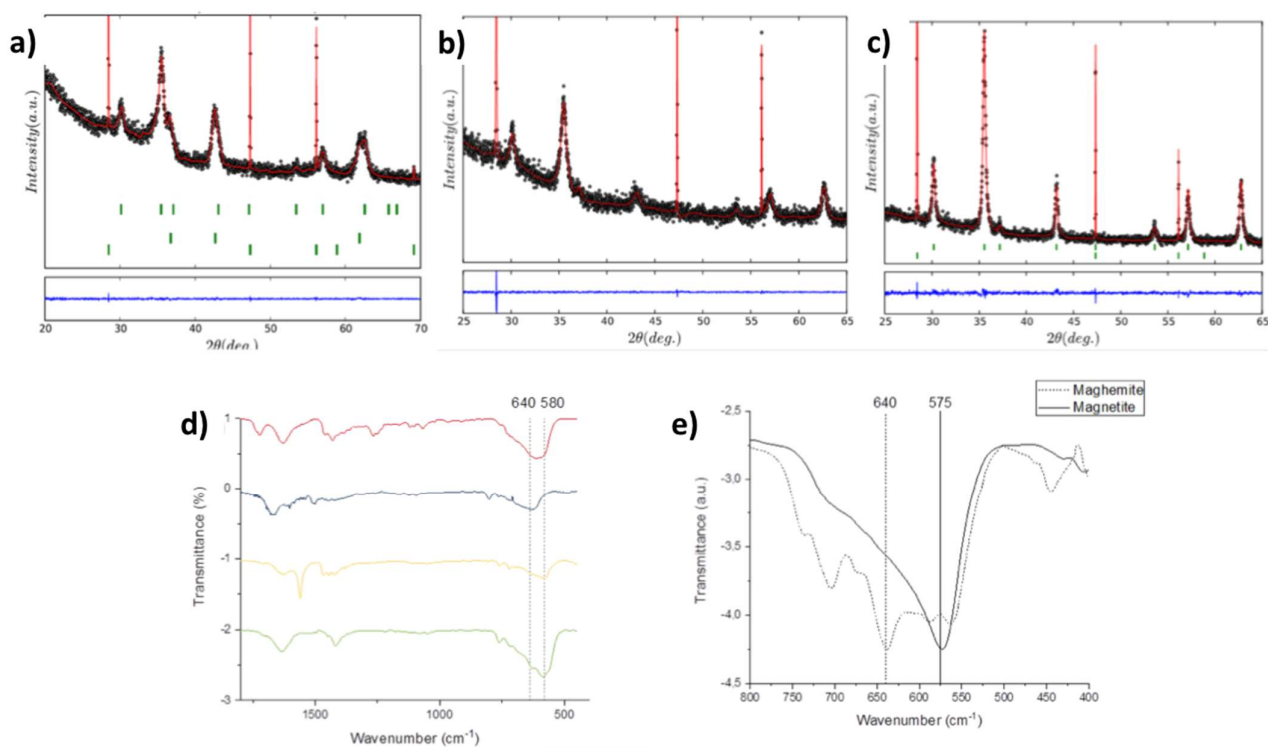 a)
Intensity(a.u.)
20 30 40 50 60 70
2θ(deg.)
b)
Intensity(a.u.)
25 30 35 40 45 50 55 60 65
2θ(deg.)
c)
Intensity(a.u.)
25 30 35 40 45 50 55 60 65
2θ(deg.)
d)
640 580
1
0
-1
-2
-3
Transmittance (%)
1500 1000 500
Wavenumber (cm⁻¹)
e)
Maghemite
Magnetite
640 575
-2,5
-3,0
-3,5
-4,0
-4,5
Transmittance (a.u.)
800 750 700 650 600 550 500 450 400
Wavenumber (cm⁻¹)